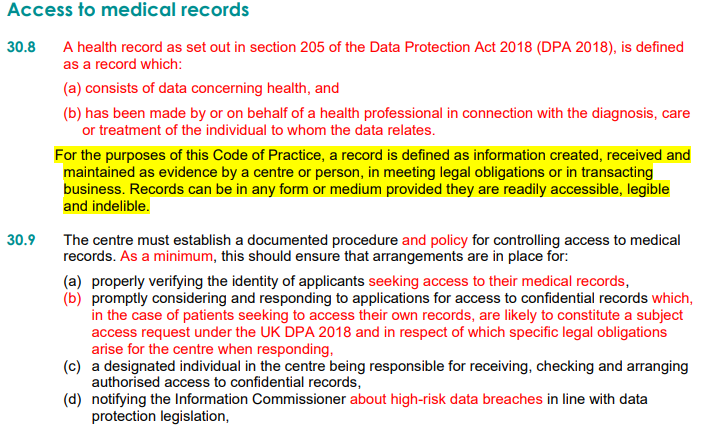 Access to medical records
30.8 A health record as set out in section 205 of the Data Protection Act 2018 (DPA 2018), is defined
as a record which:
(a) consists of data concerning health, and
(b) has been made by or on behalf of a health professional in connection with the diagnosis, care
or treatment of the individual to whom the data relates.
For the purposes of this Code of Practice, a record is defined as information created, received and
maintained as evidence by a centre or person, in meeting legal obligations or in transacting
business. Records can be in any form or medium provided they are readily accessible, legible
and indelible.
30.9 The centre must establish a documented procedure and policy for controlling access to medical
records. As a minimum, this should ensure that arrangements are in place for:
(a) properly verifying the identity of applicants seeking access to their medical records,
(b) promptly considering and responding to applications for access to confidential records which,
in the case of patients seeking to access their own records, are likely to constitute a subject
access request under the UK DPA 2018 and in respect of which specific legal obligations
arise for the centre when responding,
(c) a designated individual in the centre being responsible for receiving, checking and arranging
authorised access to confidential records,
(d) notifying the Information Commissioner about high-risk data breaches in line with data
protection legislation,